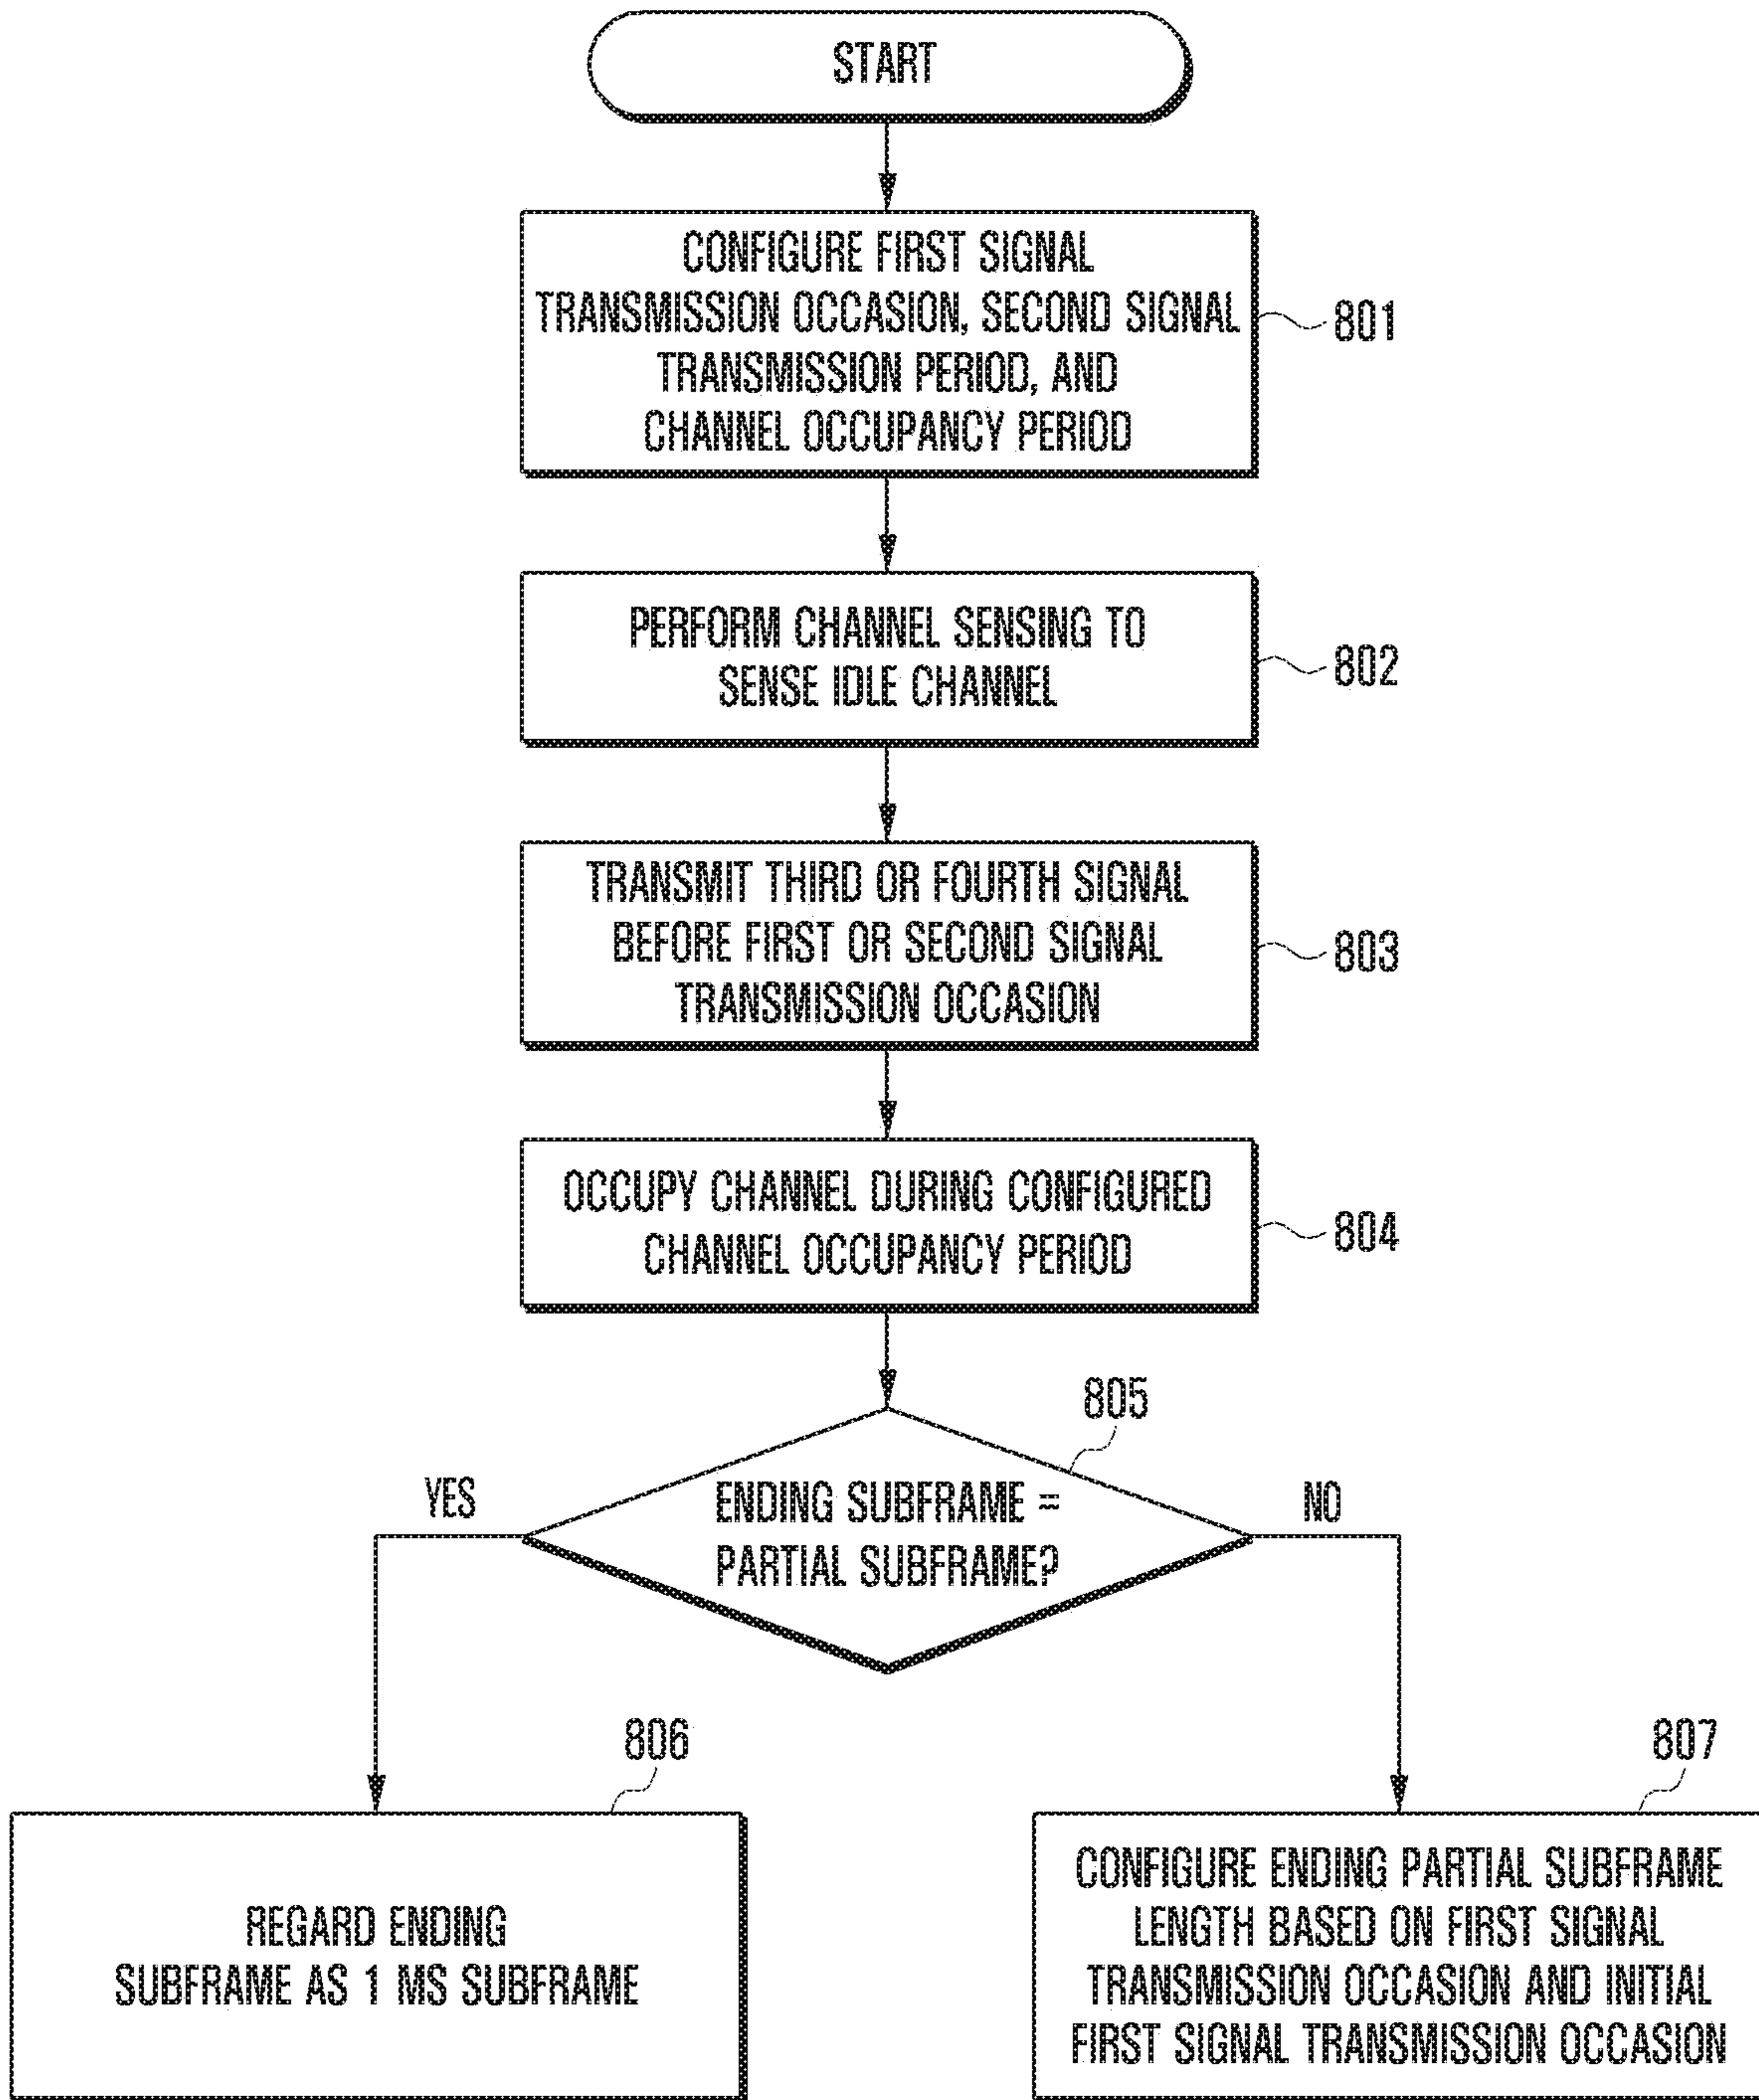 START
CONFIGURE FIRST SIGNAL
TRANSMISSION OCCASION, SECOND SIGNAL
TRANSMISSION PERIOD, AND
CHANNEL OCCUPANCY PERIOD
801
PERFORM CHANNEL SENSING TO
SENSE IDLE CHANNEL
802
TRANSMIT THIRD OR FOURTH SIGNAL
BEFORE FIRST OR SECOND SIGNAL
TRANSMISSION OCCASION
803
OCCUPY CHANNEL DURING CONFIGURED
CHANNEL OCCUPANCY PERIOD
804
805
YES
ENDING SUBFRAME =
PARTIAL SUBFRAME?
NO
806
REGARD ENDING
SUBFRAME AS 1 MS SUBFRAME
807
CONFIGURE ENDING PARTIAL SUBFRAME
LENGTH BASED ON FIRST SIGNAL
TRANSMISSION OCCASION AND INITIAL
FIRST SIGNAL TRANSMISSION OCCASION